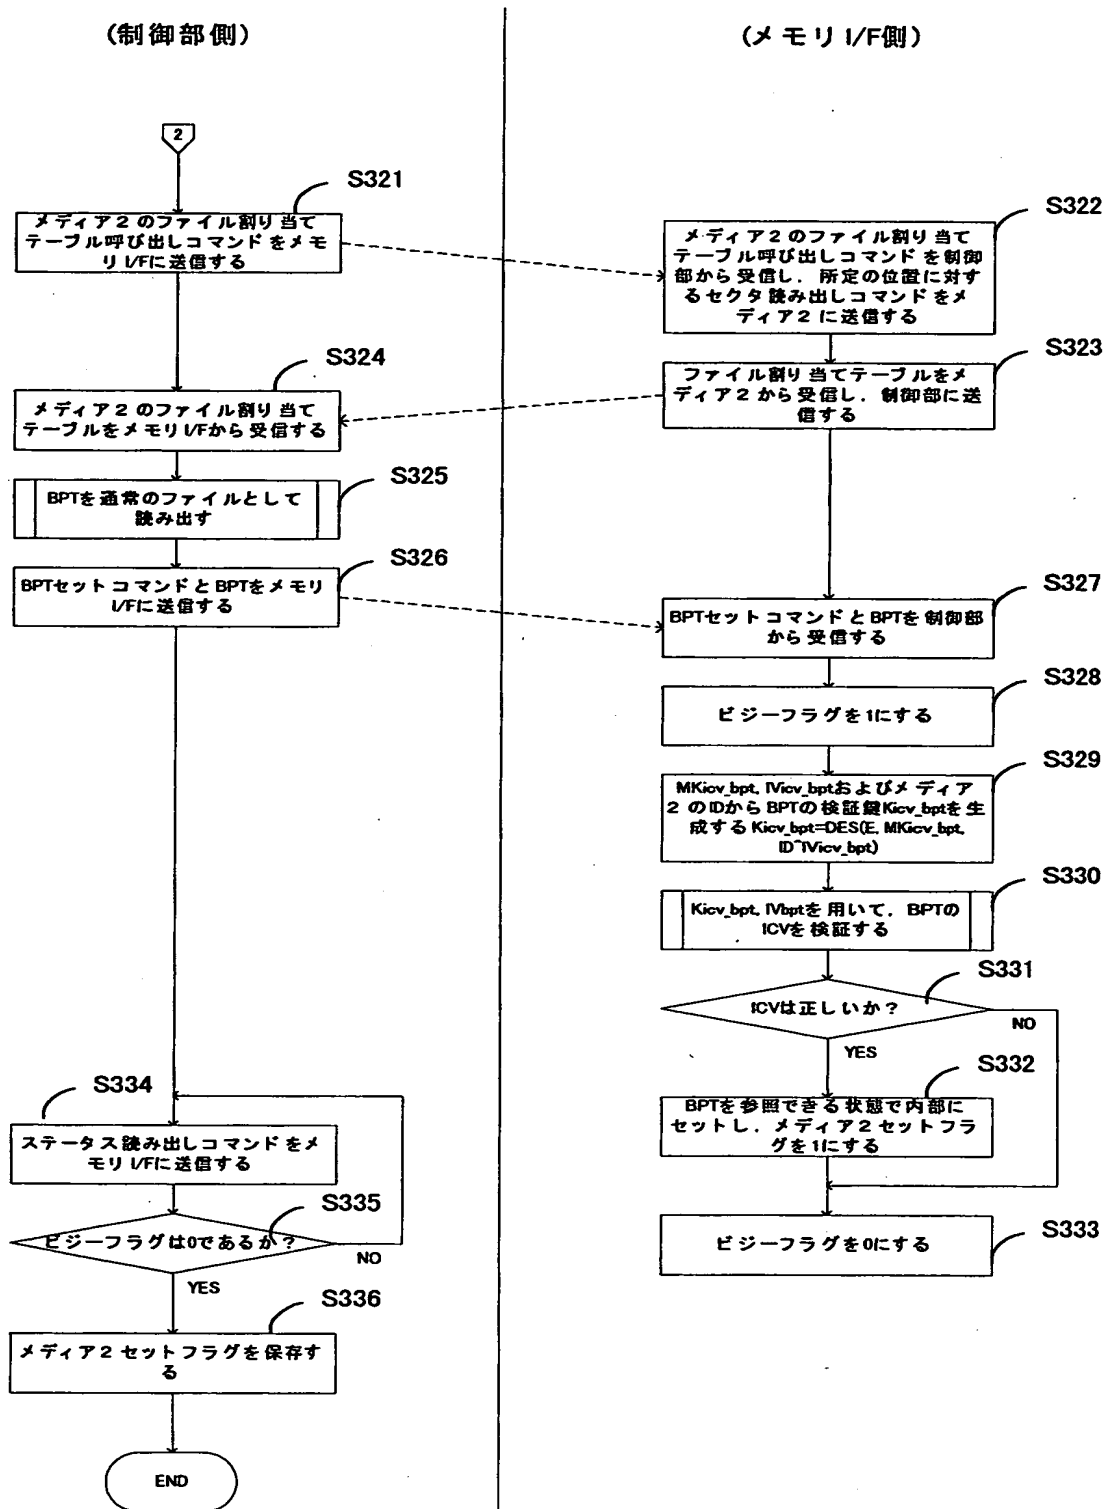 (制御部側)
(メモリI/F側)
2
S321
メディア2のファイル割り当て
テーブル呼び出しコマンドをメモ
リI/Fに送信する
S322
メディア2のファイル割り当て
テーブル呼び出しコマンドを制御
部から受信し．所定の位置に対す
るセクタ読み出しコマンドをメ
ディア2に送信する
S323
ファイル割り当てテーブルをメ
ディア2から受信し．制御部に送
信する
S324
メディア2のファイル割り当て
テーブルをメモリI/Fから受信する
S325
BPTを通常のファイルとして
読み出す
S326
BPTセットコマンドとBPTをメモリ
I/Fに送信する
S327
BPTセットコマンドとBPTを制御部
から受信する
S328
ビジーフラグを1にする
S329
MKicv_bpt. IVicv_bptおよびメディア
2のIDからBPTの検証鍵Kicv_bptを生
成する Kicv_bpt=DES(E, MKicv_bpt,
ID^IVicv_bpt)
S330
Kicv_bpt. IVbptを用いて．BPTの
ICVを検証する
S331
ICVは正しいか？
NO
YES
S332
BPTを参照できる状態で内部に
セットし．メディア2セットフラ
グを1にする
S333
ビジーフラグを0にする
S334
ステータス読み出しコマンドをメ
モリI/Fに送信する
S335
ビジーフラグは0であるか？
NO
YES
S336
メディア2セットフラグを保存す
る
END